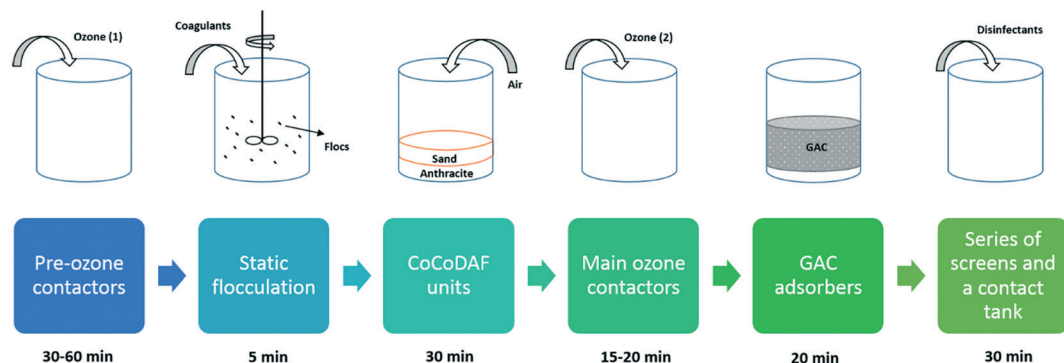 Ozone (1)
Coagulants
Flocs
Air
Sand
Anthracite
Ozone (2)
GAC
Disinfectants
Pre-ozone
contactors
Static
flocculation
CoCoDAF
units
Main ozone
contactors
GAC
adsorbers
Series of
screens and
a contact
tank
30-60 min
5 min
30 min
15-20 min
20 min
30 min